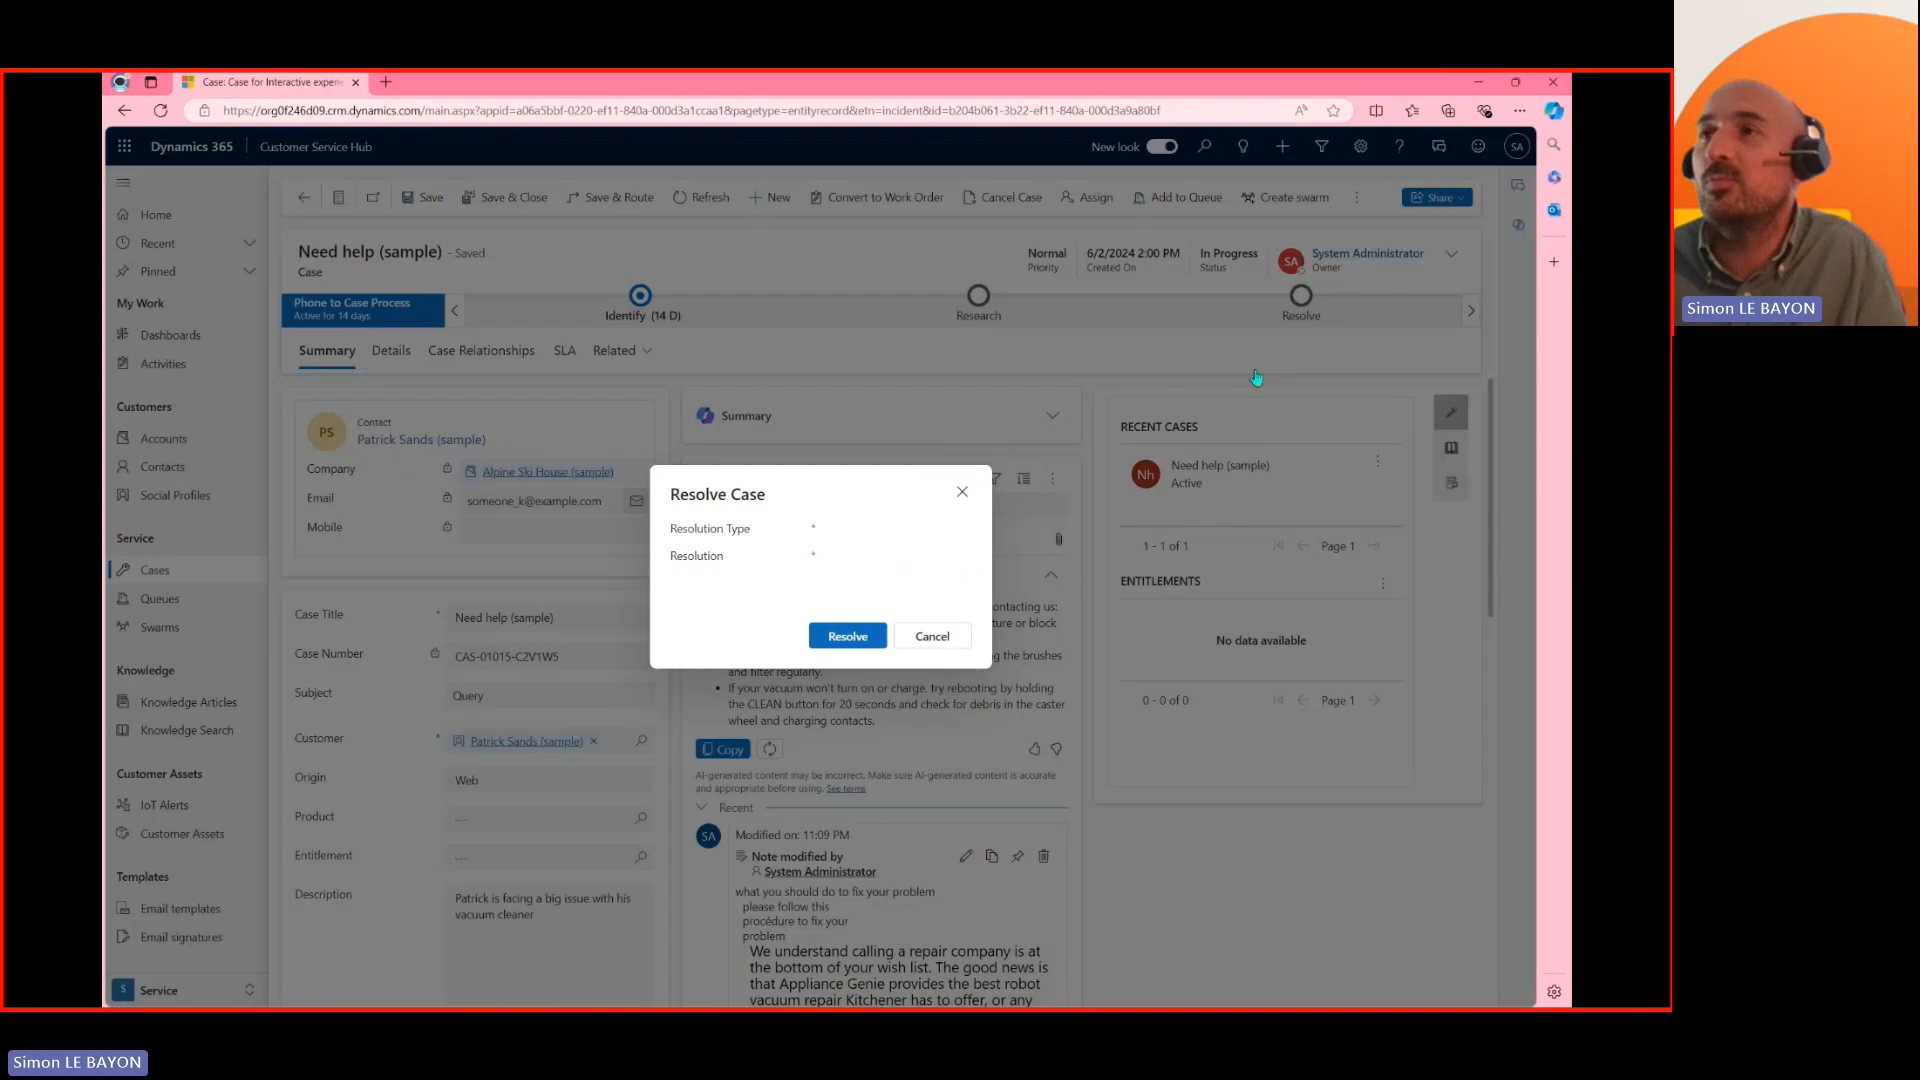 Case: Case for Interactive experie
https://org0f246d09.crm.dynamics.com/main.aspx?appid=a06a5bbf-0220-ef11-840a-000d3a1ccaa1&pagetype=entityrecord&etn=incident&id=b204b061-3b22-ef11-840a-000d3a9a80bf
Dynamics 365
Customer Service Hub
New look
SA
Save
Save & Close
Save & Route
Refresh
New
Convert to Work Order
Cancel Case
Assign
Add to Queue
Create swarm
Share
Home
Recent
Pinned
My Work
Dashboards
Activities
Customers
Accounts
Contacts
Social Profiles
Service
Cases
Queues
Swarms
Knowledge
Knowledge Articles
Knowledge Search
Customer Assets
IoT Alerts
Customer Assets
Templates
Email templates
Email signatures
S Service
Need help (sample) - Saved
Case
Normal
Priority
6/2/2024 2:00 PM
Created On
In Progress
Status
SA
System Administrator
Owner
Phone to Case Process
Active for 14 days
Identify (14 D)
Research
Resolve
Summary
Details
Case Relationships
SLA
Related
PS
Contact
Patrick Sands (sample)
Company
Alpine Ski House (sample)
Email
someone_k@example.com
Mobile
Case Title
*
Need help (sample)
Case Number
CAS-01015-C2V1W5
Subject
Query
Customer
*
Patrick Sands (sample)
Origin
Web
Product
---
Entitlement
---
Description
Patrick is facing a big issue with his
vacuum cleaner
Summary
Resolve Case
Resolution Type *
Resolution *
Resolve
Cancel
ontacting us:
ture or block
g the brushes
and filter regularly.
• If your vacuum won't turn on or charge, try rebooting by holding
the CLEAN button for 20 seconds and check for debris in the caster
wheel and charging contacts.
Copy
AI-generated content may be incorrect. Make sure AI-generated content is accurate
and appropriate before using. See terms
Recent
SA
Modified on: 11:09 PM
Note modified by
System Administrator
what you should do to fix your problem
please follow this
procédure to fix your
problem
We understand calling a repair company is at
the bottom of your wish list. The good news is
that Appliance Genie provides the best robot
vacuum repair Kitchener has to offer, or any
RECENT CASES
Nh
Need help (sample)
Active
1 - 1 of 1
Page 1
ENTITLEMENTS
No data available
0 - 0 of 0
Page 1
Simon LE BAYON
Simon LE BAYON